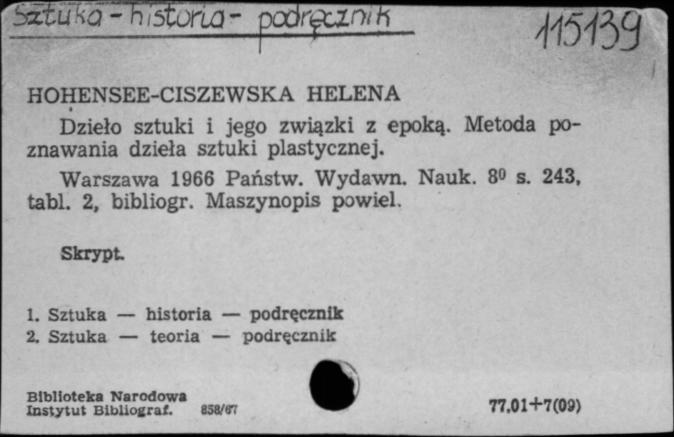 Sztuka - historia - podręcznik
115139
HOHENSEE-CISZEWSKA HELENA
Dzieło sztuki i jego związki z epoką. Metoda po-
znawania dzieła sztuki plastycznej.
Warszawa 1966 Państw. Wydawn. Nauk. 8⁰ s. 243,
tabl. 2, bibliogr. Maszynopis powiel.
Skrypt.
1. Sztuka — historia — podręcznik
2. Sztuka — teoria — podręcznik
Biblioteka Narodowa
Instytut Bibliograf. 858/67
77.01+7(09)